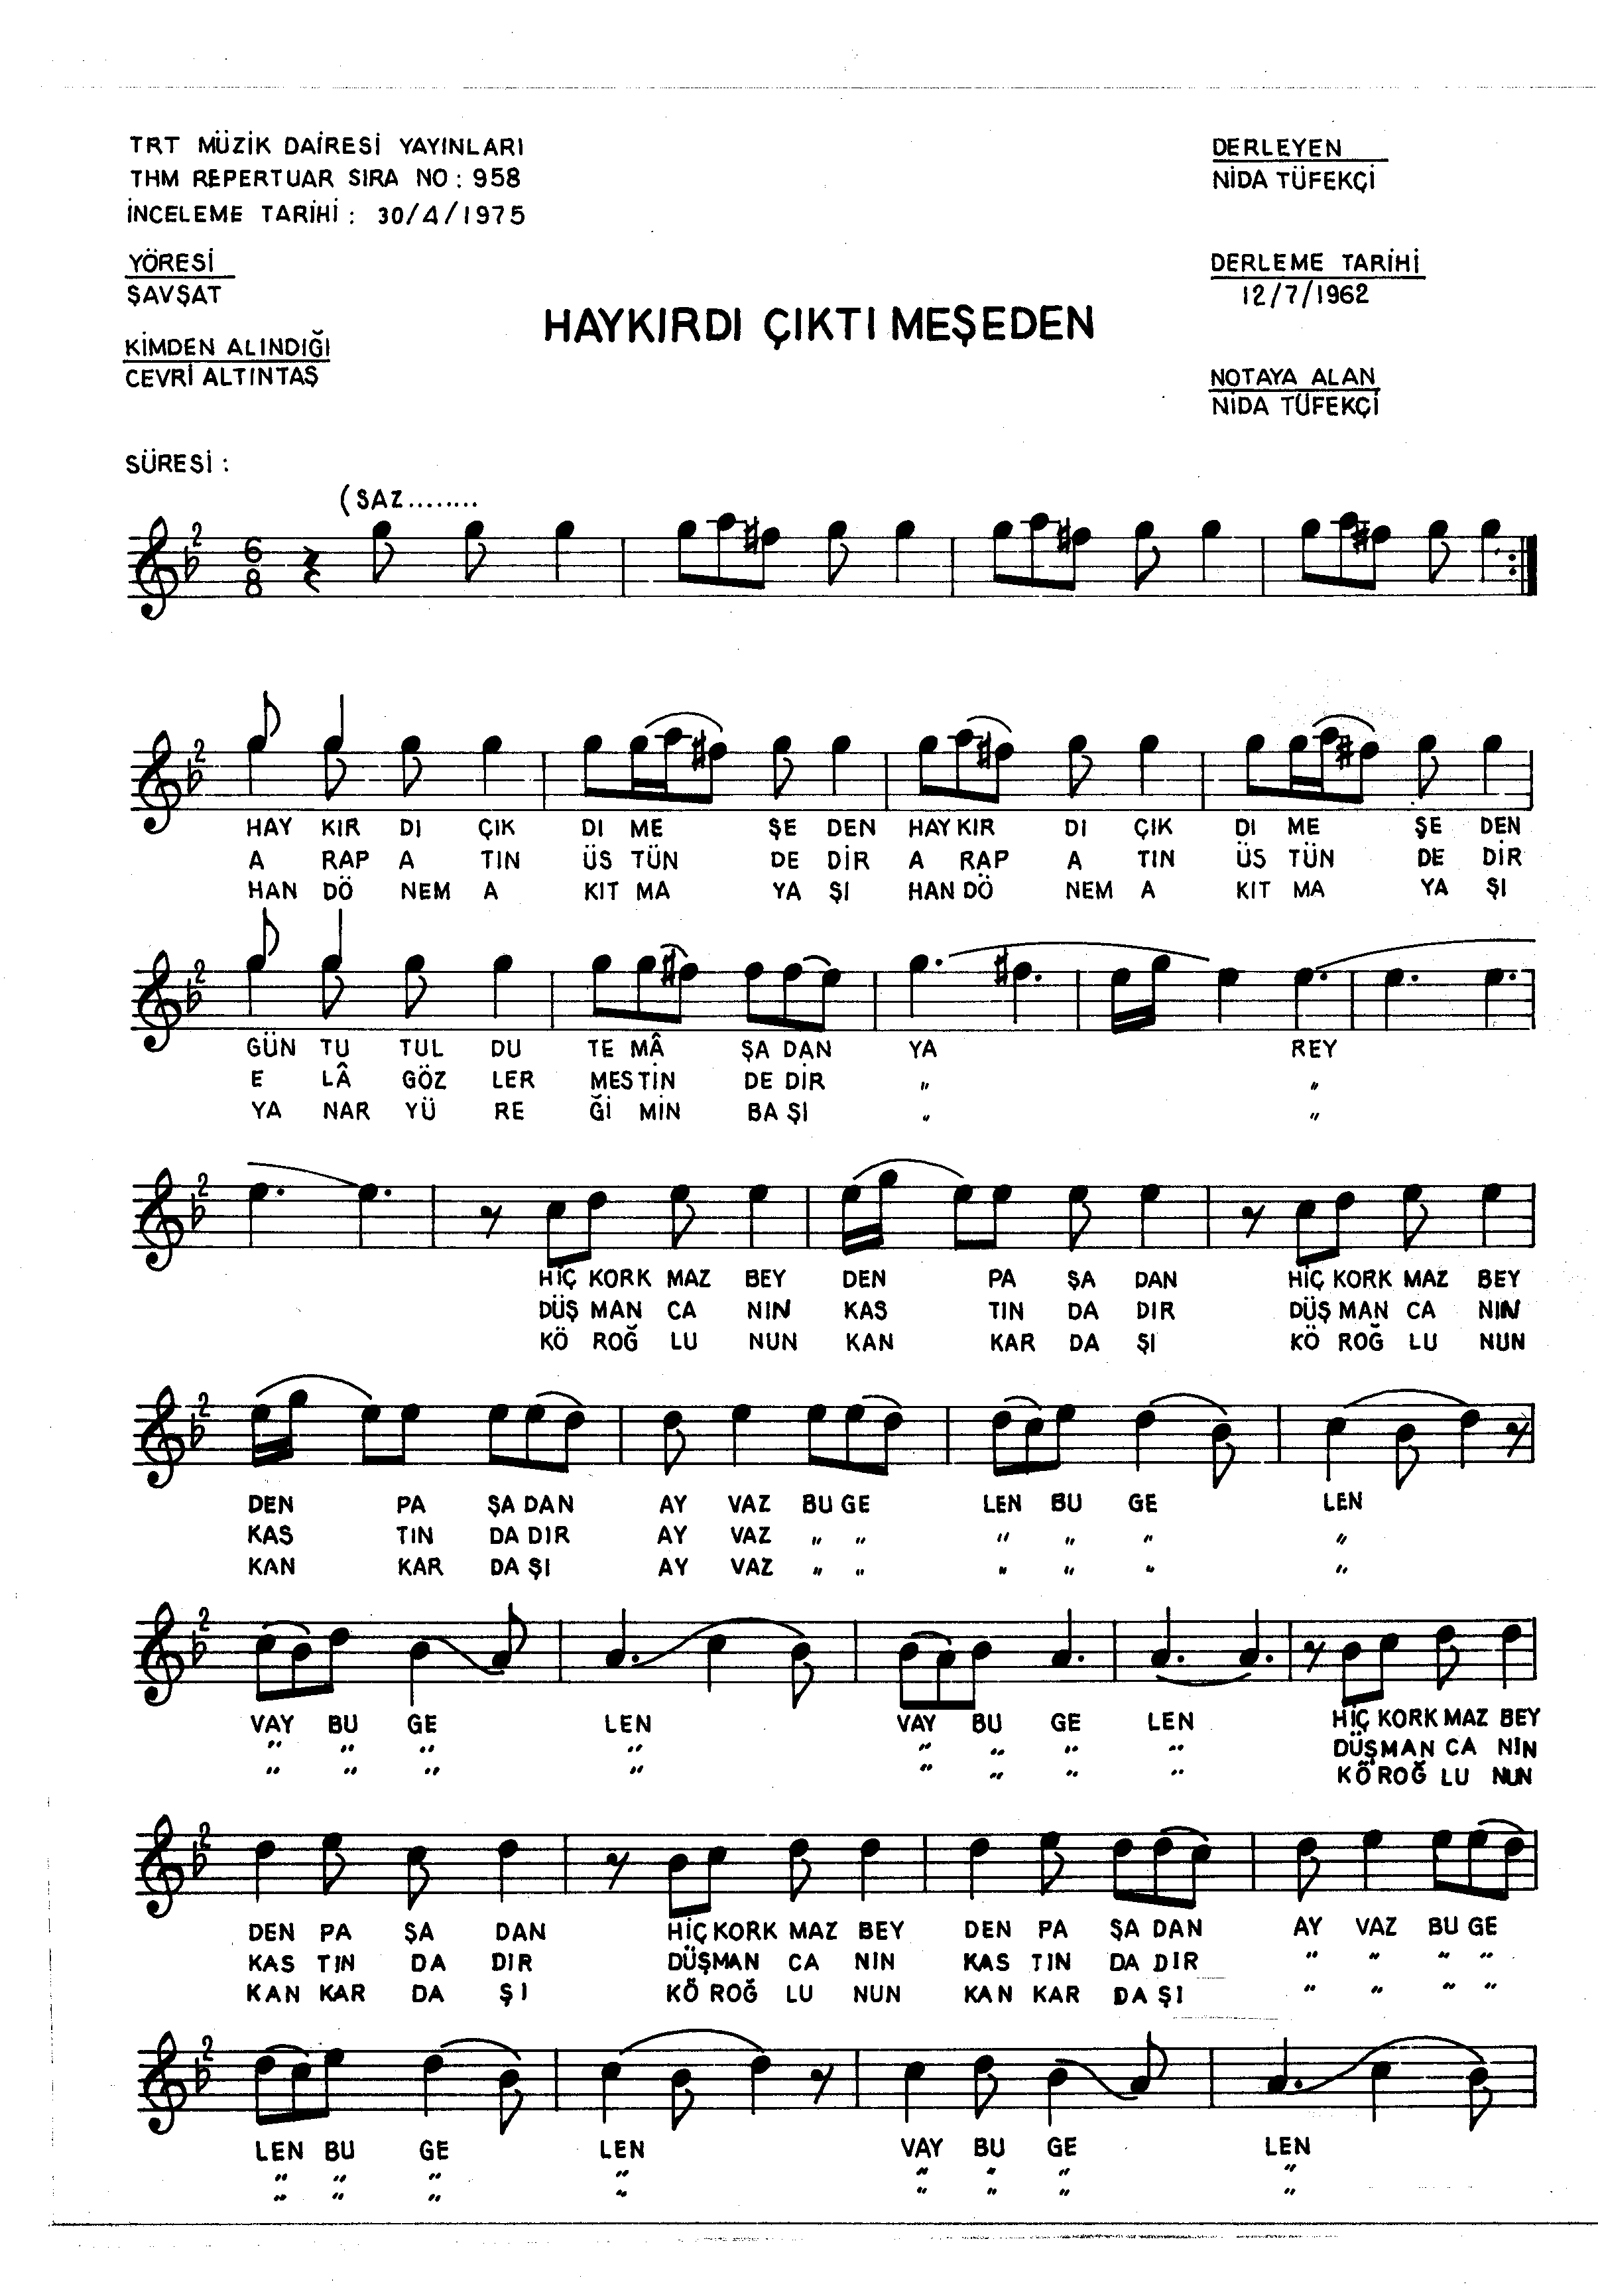 TRT MÜZİK DAİRESİ YAYINLARI
THM REPERTUAR SIRA NO : 958
İNCELEME TARİHİ : 30/4/1975
DERLEYEN
NİDA TÜFEKÇİ
YÖRESİ
ŞAVŞAT
DERLEME TARİHİ
12/7/1962
HAYKIRDI ÇIKTI MEŞEDEN
KİMDEN ALINDIĞI
CEVRİ ALTINTAŞ
NOTAYA ALAN
NİDA TÜFEKÇİ
SÜRESİ :
(SAZ........
2 6 8
2
HAY KIR DI ÇIK DI ME ŞE DEN HAY KIR DI ÇIK DI ME ŞE DEN
A RAP A TIN ÜS TÜN DE DİR A RAP A TIN ÜS TÜN DE DİR
HAN DÖ NEM A KIT MA YA ŞI HAN DÖ NEM A KIT MA YA ŞI
2
GÜN TU TUL DU TE MÂ ŞA DAN YA REY
E LÂ GÖZ LER MES TİN DE DİR " "
YA NAR YÜ RE Ğİ MİN BA ŞI " "
2
HİÇ KORK MAZ BEY DEN PA ŞA DAN HİÇ KORK MAZ BEY
DÜŞ MAN CA NIN KAS TIN DA DIR DÜŞ MAN CA NIN
KÖ ROĞ LU NUN KAN KAR DA ŞI KÖ ROĞ LU NUN
2
DEN PA ŞA DAN AY VAZ BU GE LEN BU GE LEN
KAS TIN DA DIR AY VAZ " " " " " "
KAN KAR DA ŞI AY VAZ " " " " " "
2
VAY BU GE LEN VAY BU GE LEN HİÇ KORK MAZ BEY
" " " " " " " " DÜŞ MAN CA NIN
" " " " " " " " KÖ ROĞ LU NUN
2
DEN PA ŞA DAN HİÇ KORK MAZ BEY DEN PA ŞA DAN AY VAZ BU GE
KAS TIN DA DIR DÜŞMAN CA NIN KAS TIN DA DIR " " " "
KAN KAR DA ŞI KÖ ROĞ LU NUN KAN KAR DA ŞI " " " "
2
LEN BU GE LEN VAY BU GE LEN
" " " " " " " "
" " " " " " " "